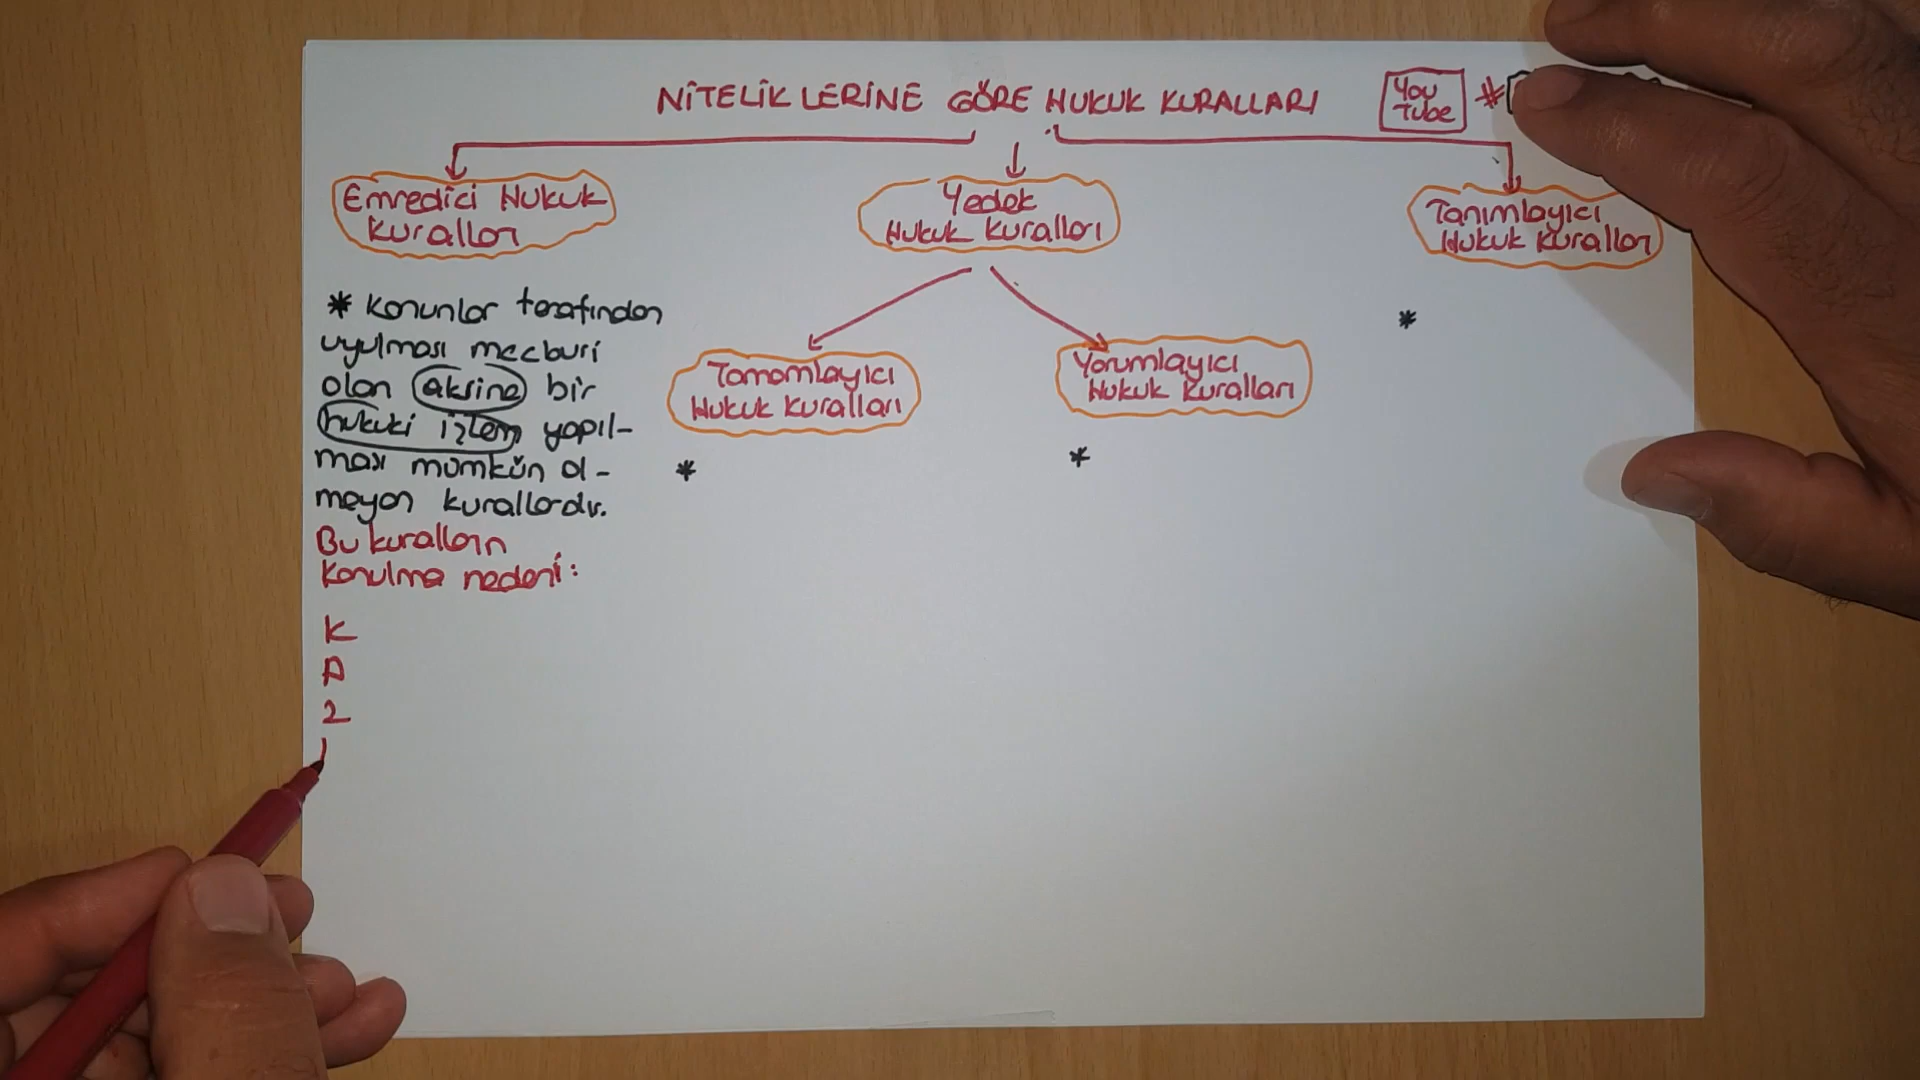 NİTELİKLERİNE GÖRE HUKUK KURALLARI
You
Tube
*
Emredici Hukuk
Kuralları
Yedek
Hukuk Kuralları
Tanımlayıcı
Hukuk Kuralları
* Kanunlar tarafından
uyulması mecburi
olan aksine bir
hukuki işlem yapıl-
ması mümkün ol-
mayan kurallardır.
Bu kuralların
Konulma nedeni:
K
A
2
Tamamlayıcı
Hukuk Kuralları
*
Yorumlayıcı
Hukuk Kuralları
*
*